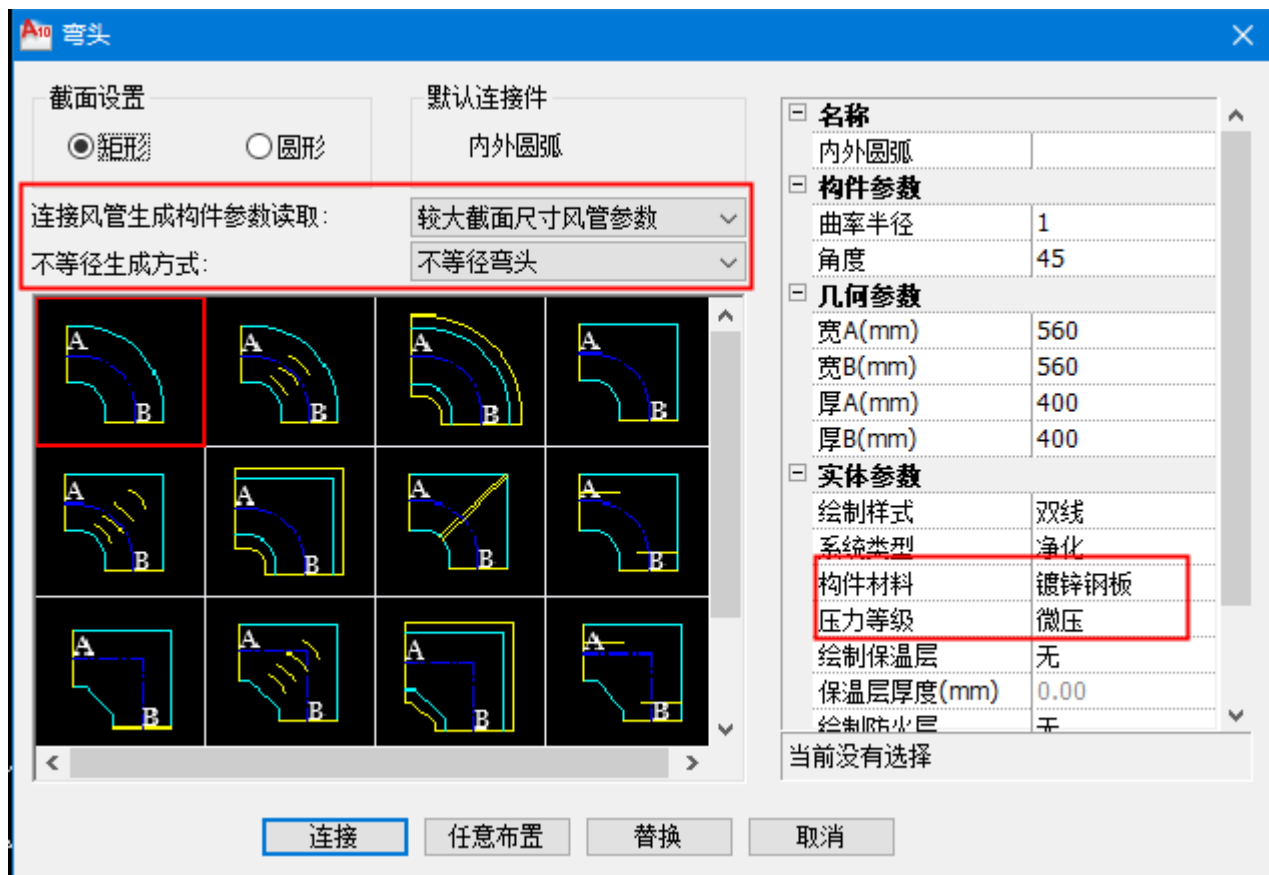 A10 弯头
截面设置
矩形 圆形
默认连接件
内外圆弧
连接风管生成构件参数读取: 较大截面尺寸风管参数
不等径生成方式: 不等径弯头
A A A A
B B B B
A A A A
B B B B
A A A A
B B B B
名称
内外圆弧
构件参数
曲率半径 1
角度 45
几何参数
宽A(mm) 560
宽B(mm) 560
厚A(mm) 400
厚B(mm) 400
实体参数
绘制样式 双线
系统类型 净化
构件材料 镀锌钢板
压力等级 微压
绘制保温层 无
保温层厚度(mm) 0.00
绘制防火层 无
当前没有选择
连接 任意布置 替换 取消